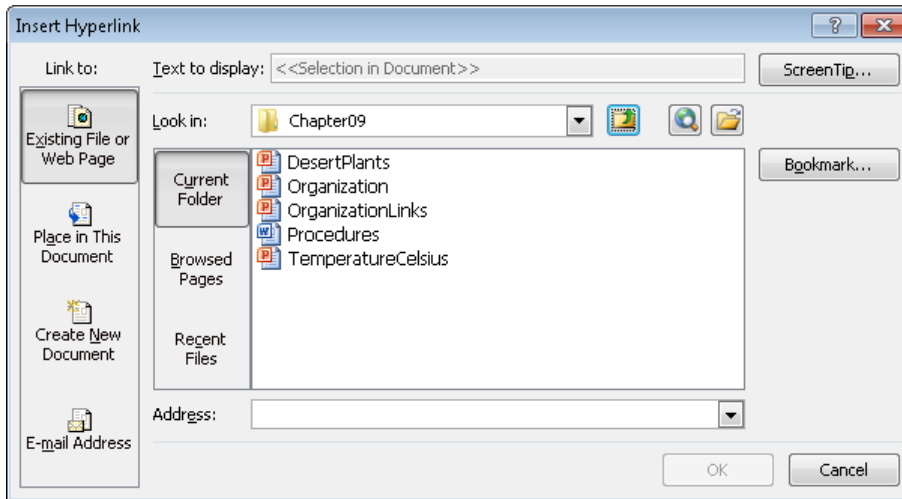 Insert Hyperlink
Link to:
Text to display: <<Selection in Document>>
ScreenTip...
Existing File or
Web Page
Look in: Chapter09
Bookmark...
Current
Folder
DesertPlants
Organization
OrganizationLinks
Procedures
TemperatureCelsius
Place in This
Document
Browsed
Pages
Create New
Document
Recent
Files
E-mail Address
Address:
OK
Cancel